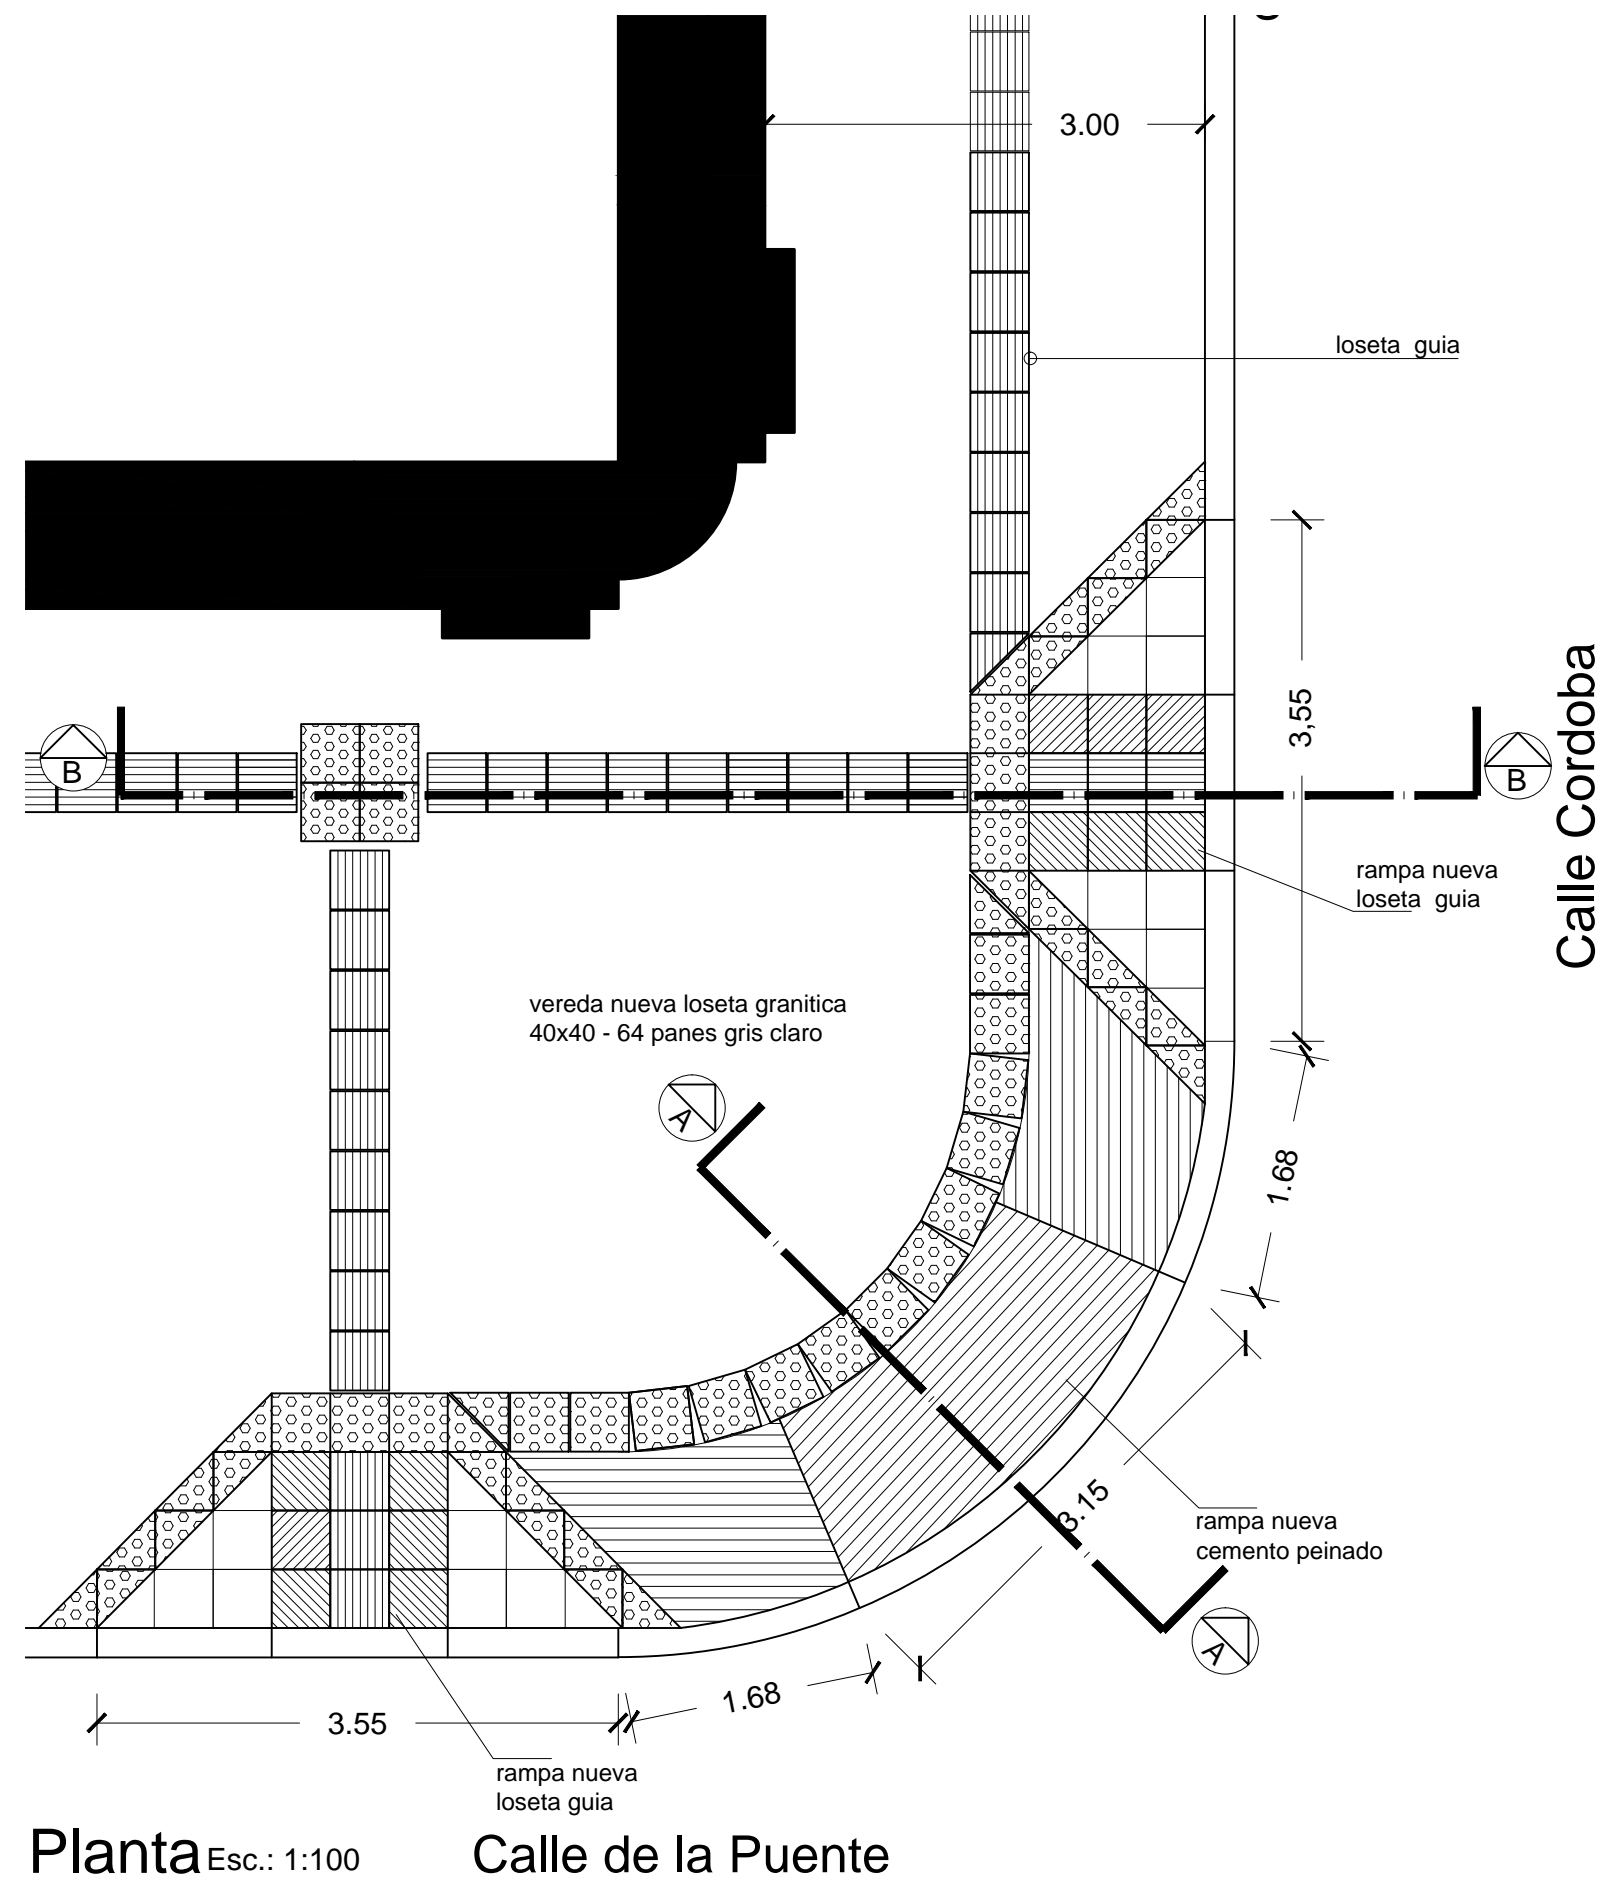 3.00
loseta guia
3,55
B
B
Calle Cordoba
rampa nueva
loseta guia
vereda nueva loseta granitica
40x40 - 64 panes gris claro
A
1.68
3.15
rampa nueva
cemento peinado
A
1.68
3.55
rampa nueva
loseta guia
Planta Esc.: 1:100
Calle de la Puente